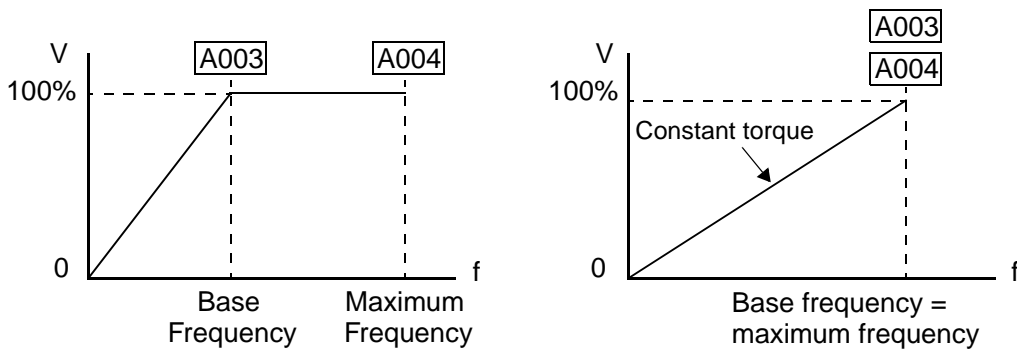 V
A003
A004
100%
0
f
Base
Frequency
Maximum
Frequency
A003
A004
V
100%
Constant torque
0
f
Base frequency =
maximum frequency